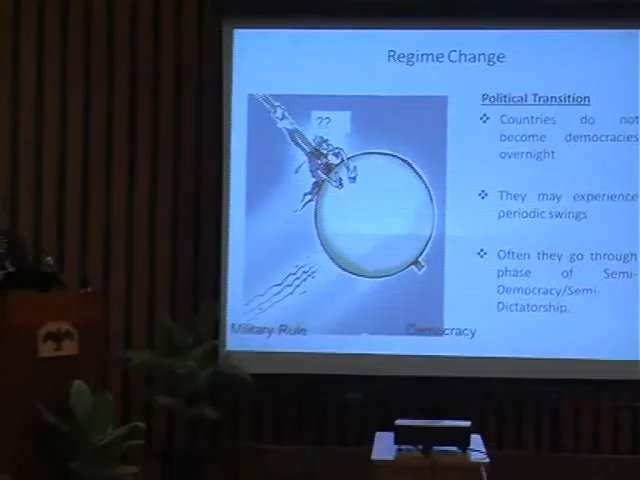 Regime Change
??
Political Transition
❖ Countries do not
become democracies
overnight
❖ They may experience
periodic swings
❖ Often they go through
phase of Semi-
Democracy/Semi-
Dictatorship.
Military Rule
Democracy